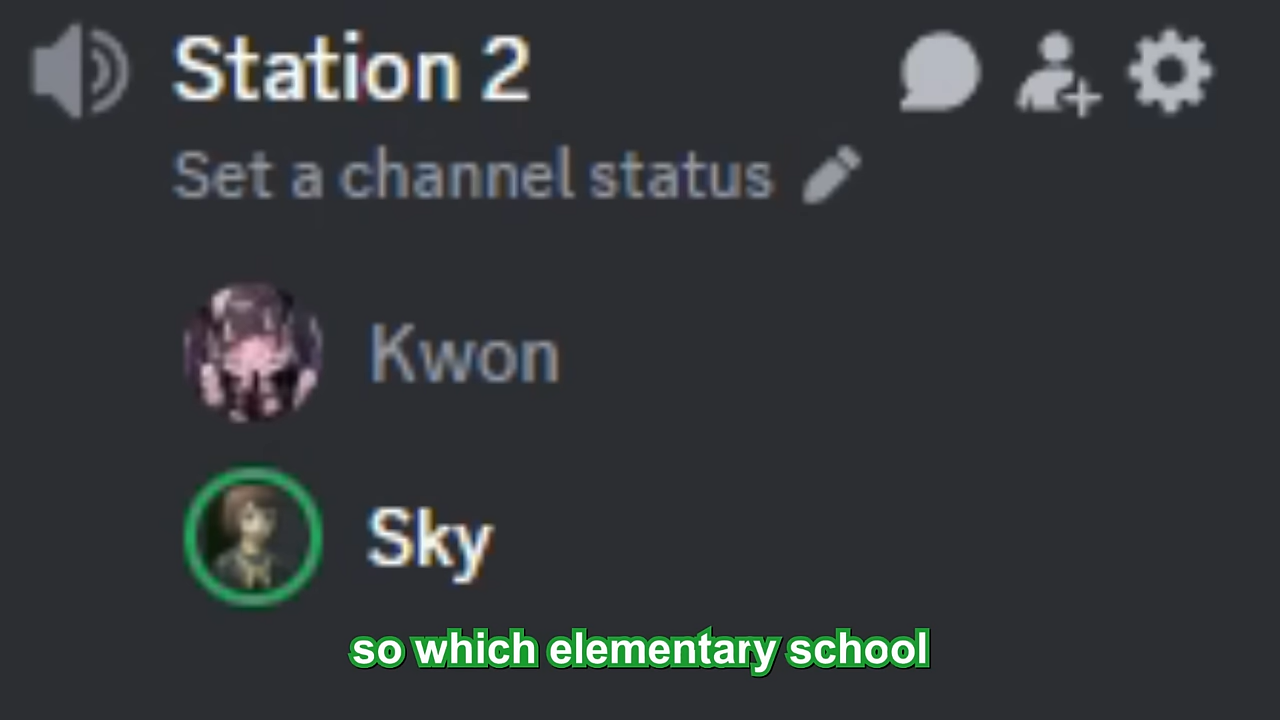 Station 2
Set a channel status
Kwon
Sky
so which elementary school